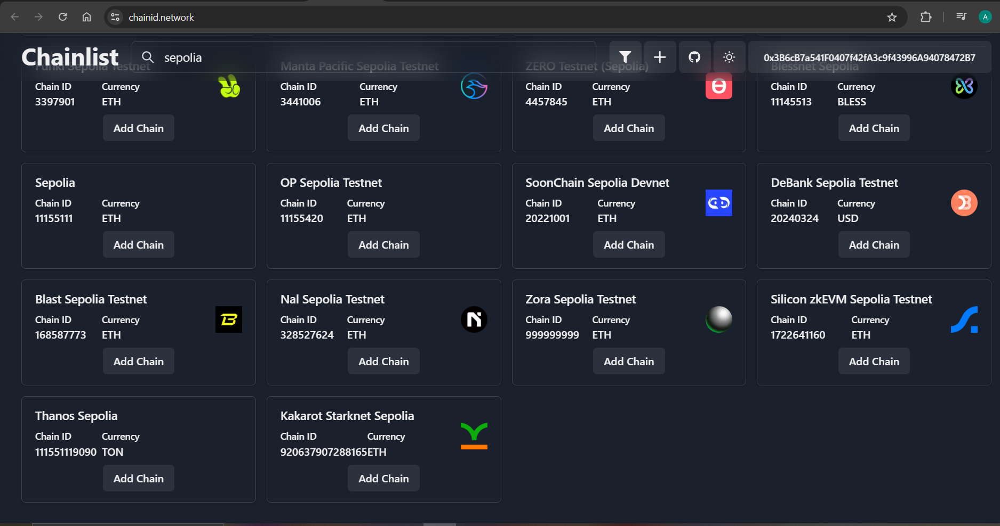 chainid.network
A
Chainlist
sepolia
0x3B6cB7a541F0407f42fA3c9f43996A94078472B7
Funki Sepolia Testnet
Chain ID
Currency
3397901
ETH
Add Chain
Manta Pacific Sepolia Testnet
Chain ID
Currency
3441006
ETH
Add Chain
ZERO Testnet (Sepolia)
Chain ID
Currency
4457845
ETH
Add Chain
Blessnet Sepolia
Chain ID
Currency
11145513
BLESS
Add Chain
Sepolia
Chain ID
Currency
11155111
ETH
Add Chain
OP Sepolia Testnet
Chain ID
Currency
11155420
ETH
Add Chain
SoonChain Sepolia Devnet
Chain ID
Currency
20221001
ETH
Add Chain
DeBank Sepolia Testnet
Chain ID
Currency
20240324
USD
Add Chain
Blast Sepolia Testnet
Chain ID
Currency
168587773
ETH
Add Chain
Nal Sepolia Testnet
Chain ID
Currency
328527624
ETH
Add Chain
Zora Sepolia Testnet
Chain ID
Currency
999999999
ETH
Add Chain
Silicon zkEVM Sepolia Testnet
Chain ID
Currency
1722641160
ETH
Add Chain
Thanos Sepolia
Chain ID
Currency
111551119090
TON
Add Chain
Kakarot Starknet Sepolia
Chain ID
Currency
920637907288165
ETH
Add Chain